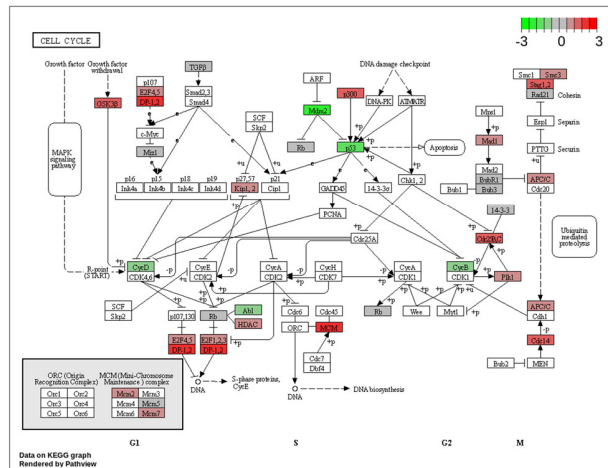 -3 0 3
CELL CYCLE
Growth factor
Growth factor
withdrawal
TGFβ
DNA damage checkpoint
Smc1 Smc3
Stag1,2
Rad21
Cohesin
p107
E2F4,5
DP-1,2
Smad2,3
Smad4
ARF
p300
DNA-PK
ATM/ATR
GSK3β
Mdm2
Mps1
Espl
Separin
SCF
Skp2
c-Myc
Miz1
Rb
p53
Apoptosis
Mad1
PTTG
Securin
MAPK
signaling
pathway
Mad2
BubR1
Bub3
Bub1
APC/C
Cdc20
p16
p15
p18
p19
p27,57
p21
Ink4a
Ink4b
Ink4c
Ink4d
Kip1, 2
Cip1
GADD45
14-3-3σ
Chk1, 2
PCNA
14-3-3
Cdc25A
Cdc25B,C
Ubiquitin
mediated
proteolysis
R-point
(START)
CycD
CDK4,6
CycE
CDK2
CycA
CDK2
CycH
CDK7
CycA
CDK1
CycB
CDK1
Plk1
SCF
Skp2
p107,130
Rb
Abl
HDAC
Cdc6
Cdc45
ORC
MCM
Rb
Wee
Myt1
APC/C
Cdh1
E2F4,5
DP-1,2
E2F1,2,3
DP-1,2
Cdc7
Dbf4
Cdc14
Bub2
MEN
DNA
S-phase proteins,
CycE
DNA
DNA biosynthesis
ORC (Origin
Recognition Complex)
MCM (Mini-Chromosome
Maintenance) complex
Orc1 Orc2 Mcm2 Mcm3
Orc3 Orc4 Mcm4 Mcm5
Orc5 Orc6 Mcm6 Mcm7
G1 S G2 M
Data on KEGG graph
Rendered by Pathview